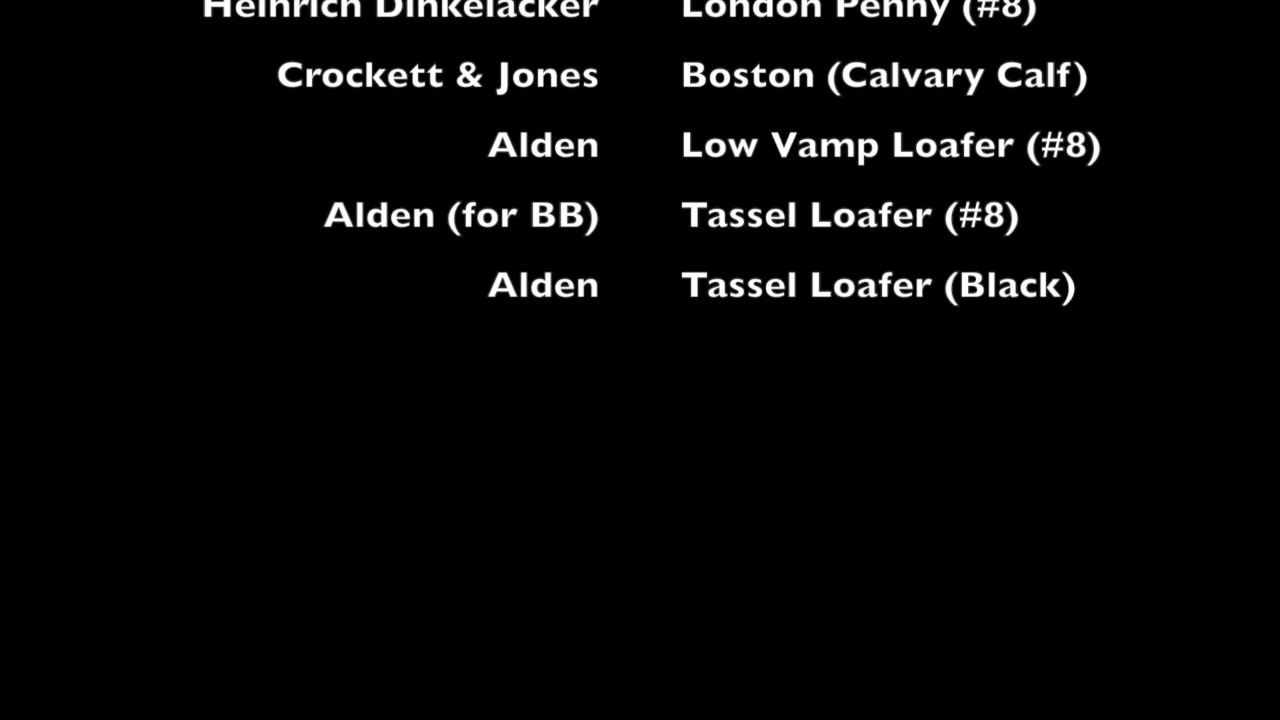 Heinrich Dinkelacker London Penny (#8)
Crockett & Jones Boston (Calvary Calf)
Alden Low Vamp Loafer (#8)
Alden (for BB) Tassel Loafer (#8)
Alden Tassel Loafer (Black)